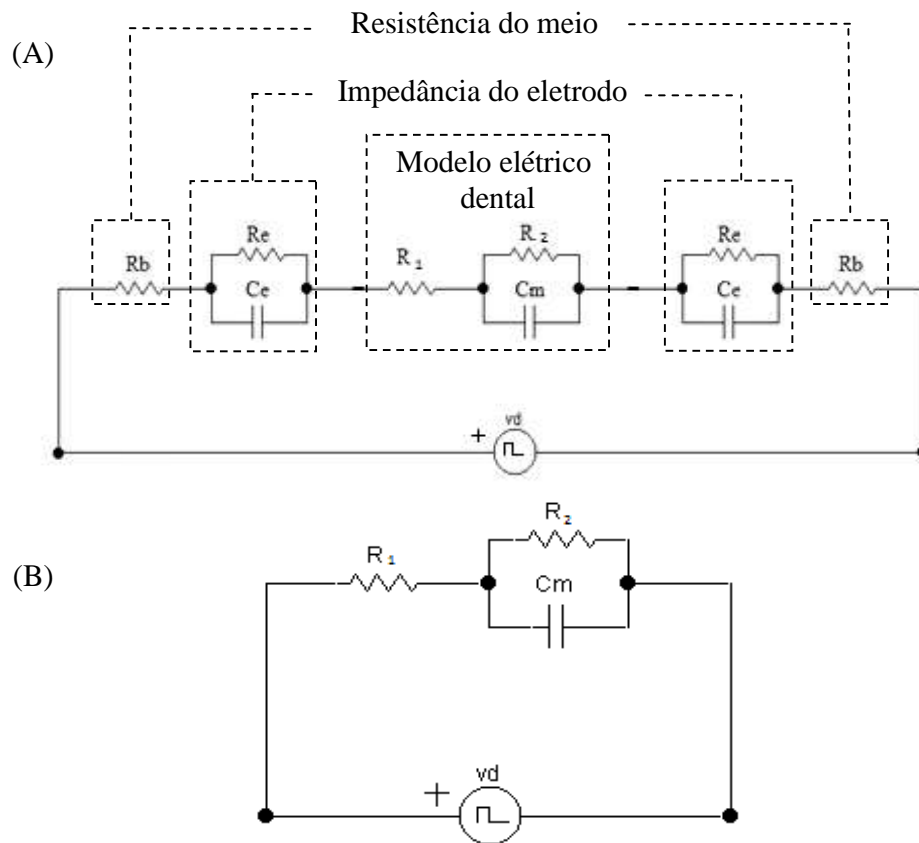 Resistência do meio
(A)
Impedância do eletrodo
Modelo elétrico
dental
Re R₂ Re
Rb R₁ Rb
Ce Cm Ce
vd
+
R₂
R₁
(B)
Cm
vd
+